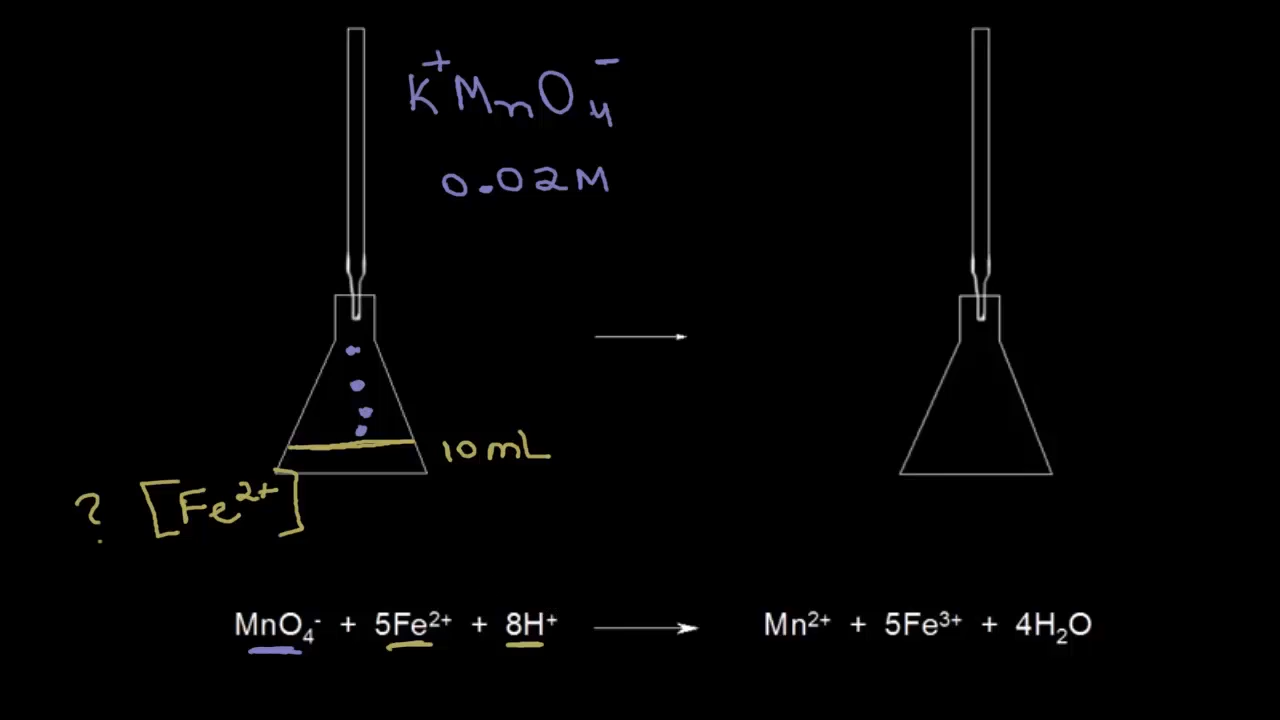 K⁺MnO₄⁻
0.02M
10 mL
? [Fe²⁺]
MnO₄⁻ + 5Fe²⁺ + 8H⁺ ⟶ Mn²⁺ + 5Fe³⁺ + 4H₂O